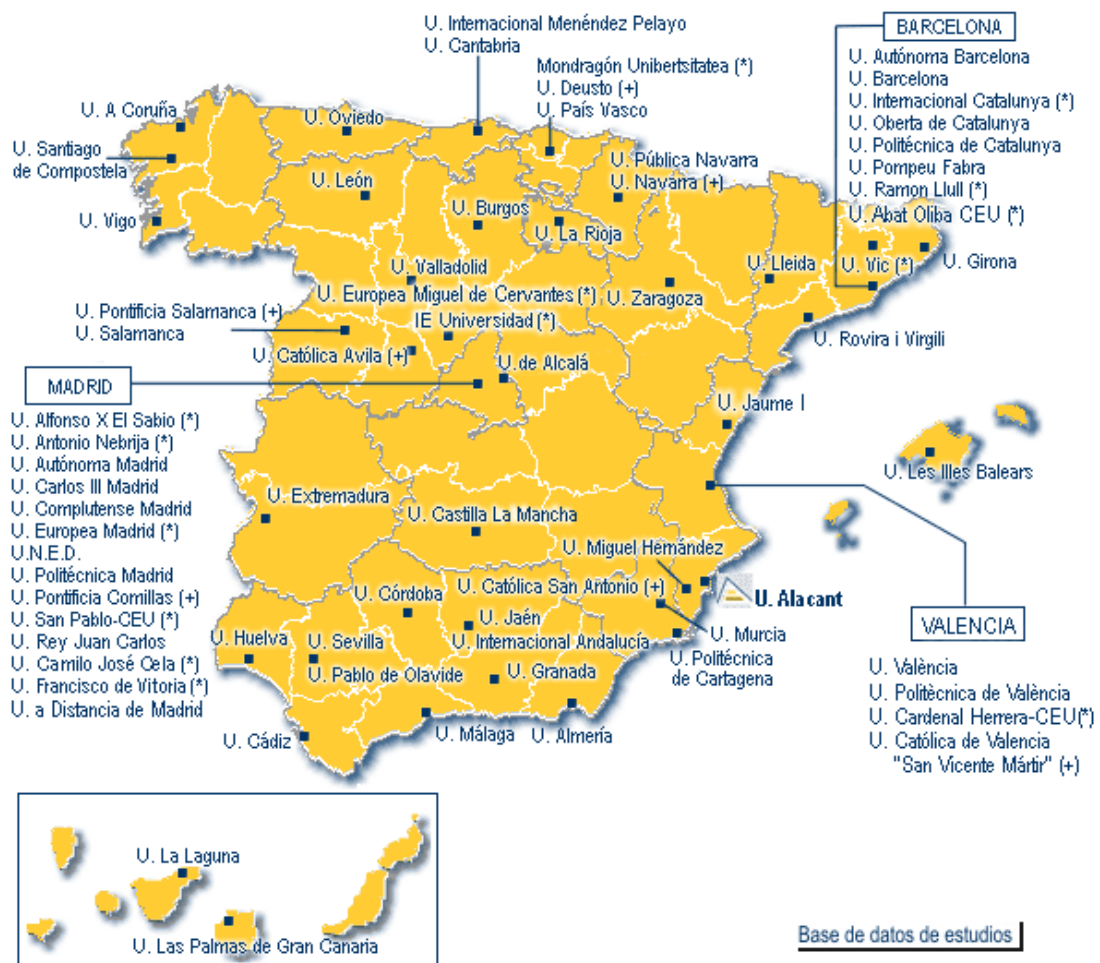 U. Internacional Menéndez Pelayo
U. Cantabria
Mondragón Unibertsitatea (*)
U. Deusto (+)
U. País Vasco
BARCELONA
U. Autónoma Barcelona
U. Barcelona
U. Internacional Catalunya (*)
U. Oberta de Catalunya
U. Politécnica de Catalunya
U. Pompeu Fabra
U. Ramon Llull (*)
U. Abat Oliba CEU (*)
U. A Coruña
U. Oviedo
U. Santiago
de Compostela
U. Pública Navarra
U. Navarra (+)
U. León
U. Vigo
U. Burgos
U. La Rioja
U. Vic (*)
U. Girona
U. Valladolid
U. Lleida
U. Europea Miguel de Cervantes (*)
U. Zaragoza
U. Pontificia Salamanca (+)
U. Salamanca
IE Universidad (*)
U. Rovira i Virgili
U. Católica Avila (+)
U.de Alcalá
MADRID
U. Alfonso X El Sabio (*)
U. Antonio Nebrija (*)
U. Autónoma Madrid
U. Carlos III Madrid
U. Complutense Madrid
U. Europea Madrid (*)
U.N.E.D.
U. Politécnica Madrid
U. Pontificia Comillas (+)
U. San Pablo-CEU (*)
U. Rey Juan Carlos
U. Camilo José Cela (*)
U. Francisco de Vitoria (*)
U. a Distancia de Madrid
U. Jaume I
U. Les Illes Balears
U. Extremadura
U. Castilla La Mancha
U. Miguel Hernández
U. Católica San Antonio (+)
U. Alacant
U. Córdoba
U. Jaén
U. Murcia
U. Huelva
U. Sevilla
U. Internacional Andalucía
U. Politécnica
de Cartagena
U. Pablo de Olavide
U. Granada
U. Cádiz
U. Málaga
U. Almería
VALENCIA
U. València
U. Politècnica de València
U. Cardenal Herrera-CEU(*)
U. Católica de Valencia
"San Vicente Mártir" (+)
U. La Laguna
U. Las Palmas de Gran Canaria
Base de datos de estudios